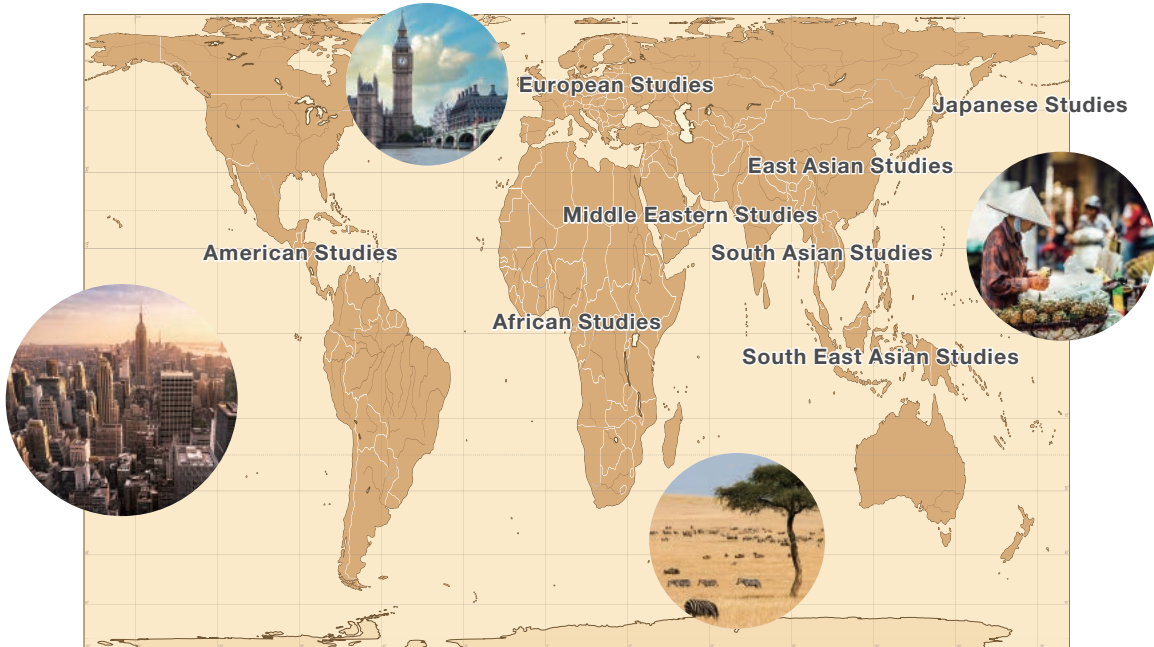 European Studies
Japanese Studies
East Asian Studies
Middle Eastern Studies
American Studies
South Asian Studies
African Studies
South East Asian Studies